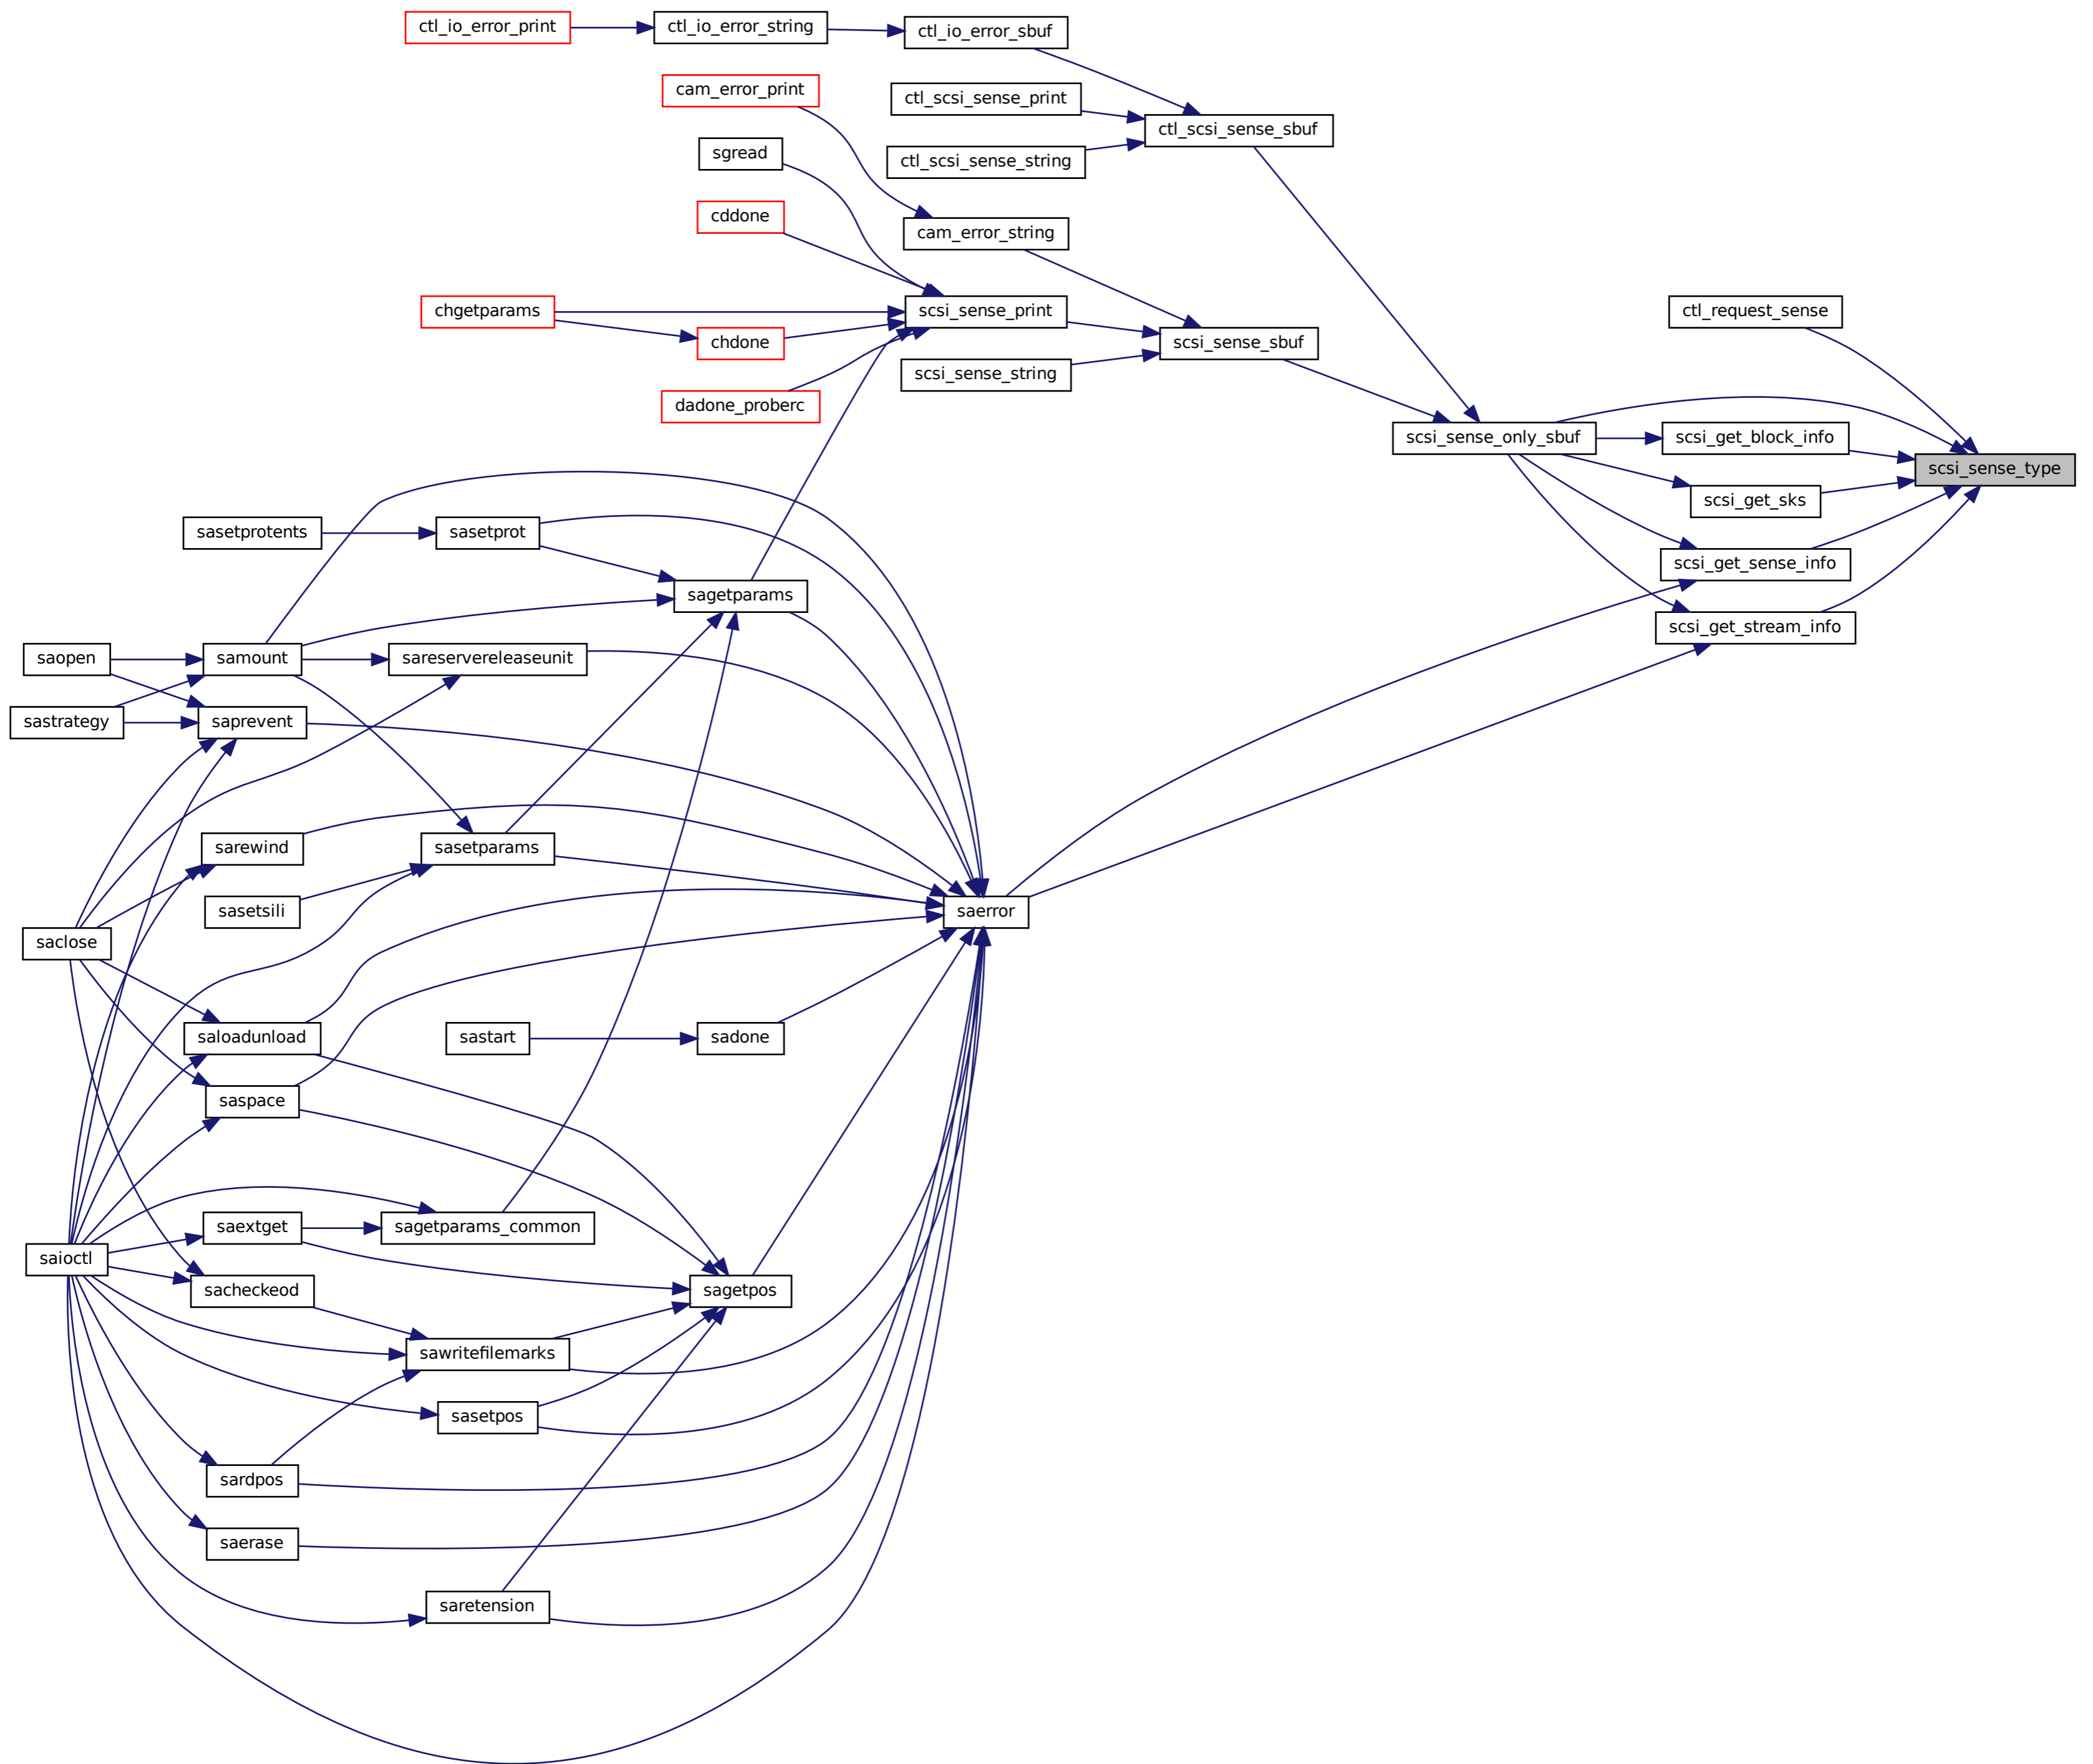 ctl_io_error_print
ctl_io_error_string
ctl_io_error_sbuf
cam_error_print
ctl_scsi_sense_print
ctl_scsi_sense_sbuf
sgread
ctl_scsi_sense_string
cddone
cam_error_string
chgetparams
scsi_sense_print
ctl_request_sense
chdone
scsi_sense_sbuf
scsi_sense_string
dadone_proberc
scsi_sense_only_sbuf
scsi_get_block_info
scsi_sense_type
scsi_get_sks
sasetprotents
sasetprot
scsi_get_sense_info
sagetparams
scsi_get_stream_info
saopen
samount
sareservereleaseunit
sastrategy
saprevent
sarewind
sasetparams
sasetsili
saerror
saclose
saloadunload
sastart
sadone
saspace
saextget
sagetparams_common
saioctl
sacheckeod
sagetpos
sawritefilemarks
sasetpos
sardpos
saerase
saretension